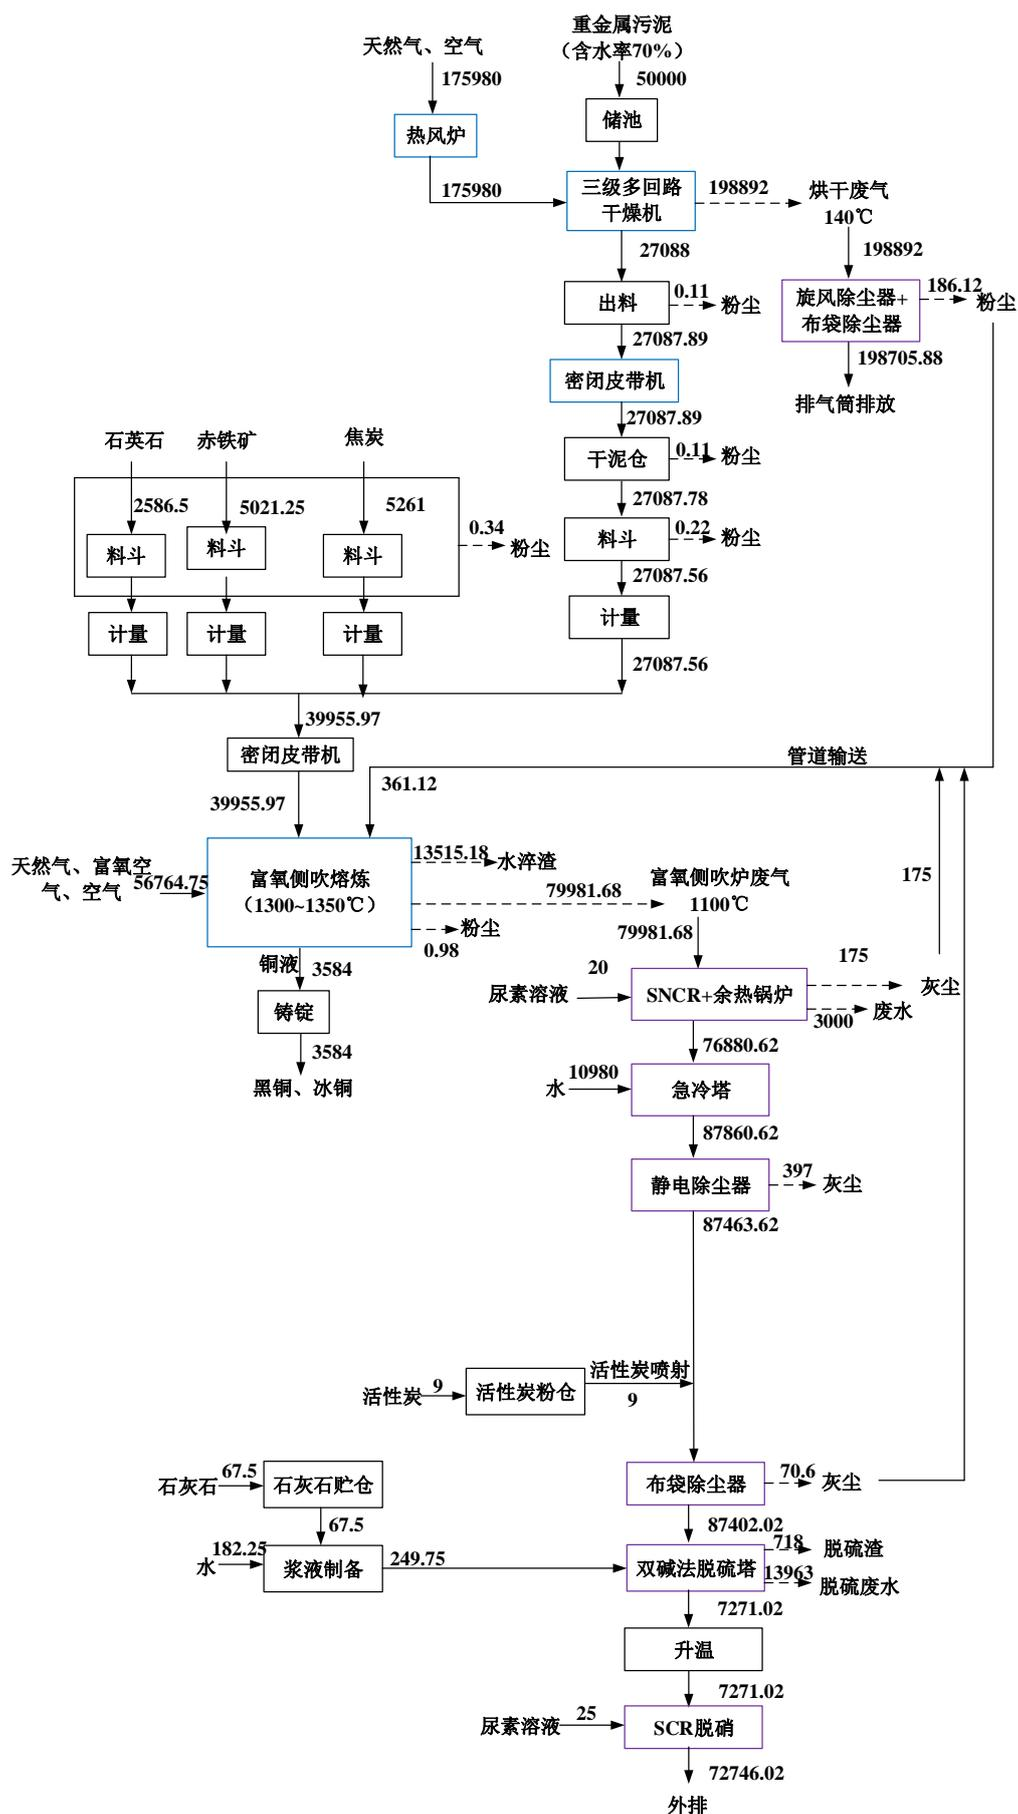 重金属污泥
（含水率70%）
天然气、空气
175980
50000
热风炉
储池
175980
三级多回路
干燥机
198892
烘干废气
140℃
27088
198892
出料
0.11
粉尘
旋风除尘器+
布袋除尘器
186.12
粉尘
27087.89
198705.88
密闭皮带机
排气筒排放
27087.89
石英石
赤铁矿
焦炭
干泥仓
0.11
粉尘
2586.5
5021.25
5261
27087.78
料斗
料斗
料斗
0.34
粉尘
料斗
0.22
粉尘
27087.56
计量
计量
计量
计量
27087.56
39955.97
密闭皮带机
管道输送
39955.97
361.12
天然气、富氧空
气、空气
56764.75
富氧侧吹熔炼
（1300~1350℃）
13515.18
水淬渣
79981.68
富氧侧吹炉废气
1100℃
175
粉尘
0.98
79981.68
铜液
3584
尿素溶液
20
SNCR+余热锅炉
175
灰尘
3000
废水
铸锭
3584
76880.62
黑铜、冰铜
水
10980
急冷塔
87860.62
静电除尘器
397
灰尘
87463.62
活性炭
9
活性炭粉仓
活性炭喷射
9
石灰石
67.5
石灰石贮仓
布袋除尘器
70.6
灰尘
67.5
87402.02
水
182.25
浆液制备
249.75
双碱法脱硫塔
718
脱硫渣
13963
脱硫废水
7271.02
升温
7271.02
尿素溶液
25
SCR脱硝
72746.02
外排